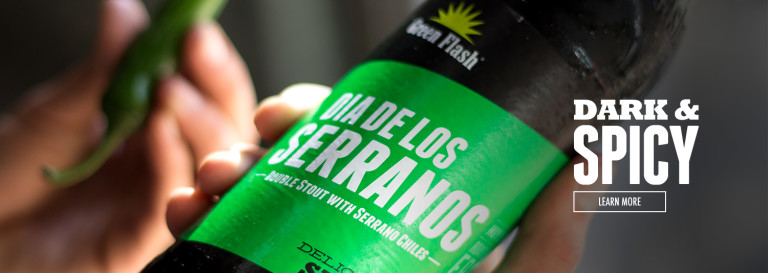 Green Flash
DIA DE LOS
SERRANOS
DOUBLE STOUT WITH SERRANO CHILES
DARK &
SPICY
LEARN MORE